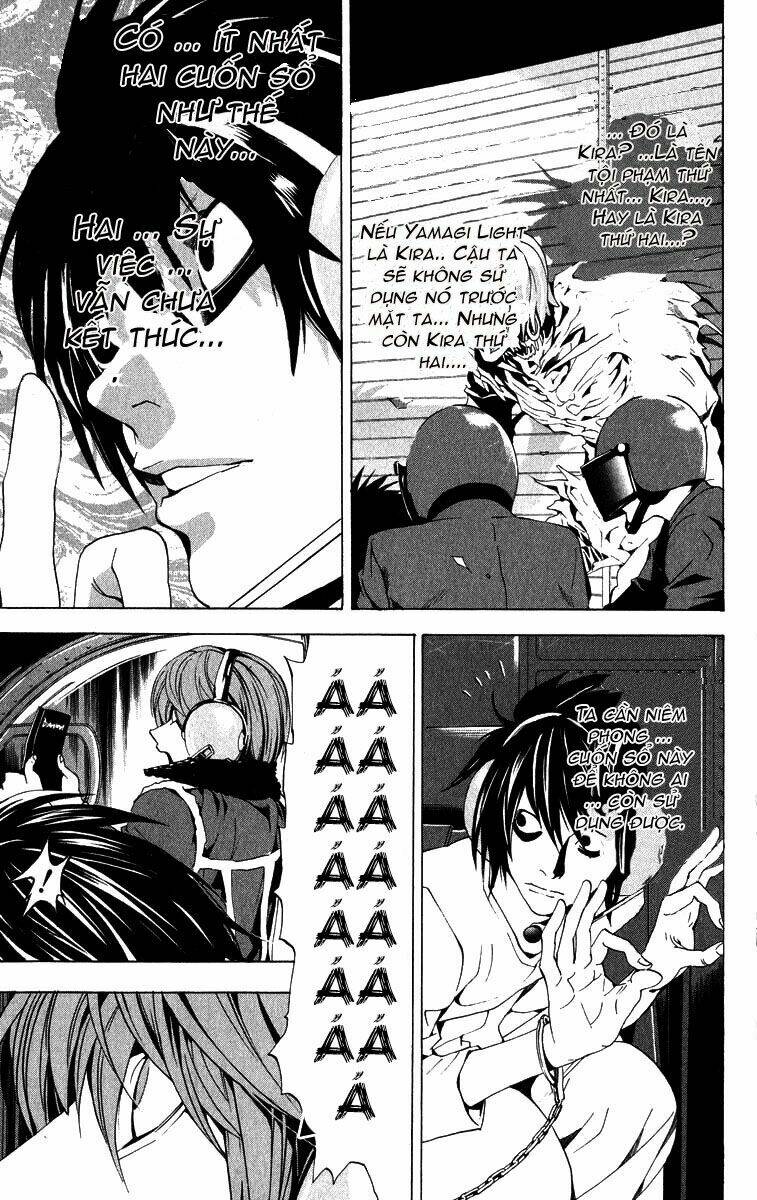 ... Đó là
Kira? ...Là tên
tội phạm thứ
nhất... Kira...,
Hay là Kira
thứ hai...?
Nếu Yamagi Light
là Kira.. Cậu ta
sẽ không sử
dụng nó trước
mặt ta... Nhưng
còn Kira thứ
hai....
Có ... ít nhất
hai cuốn sổ
như thế
này...
Hai ... Sự
việc ...
vẫn chưa
kết thúc...
Ta cần niêm
phong ...
cuốn sổ này
để không ai
... còn sử
dụng được.
Á Á
Á Á
Á Á
Á Á
Á Á
Á Á
Á Á
Á
!